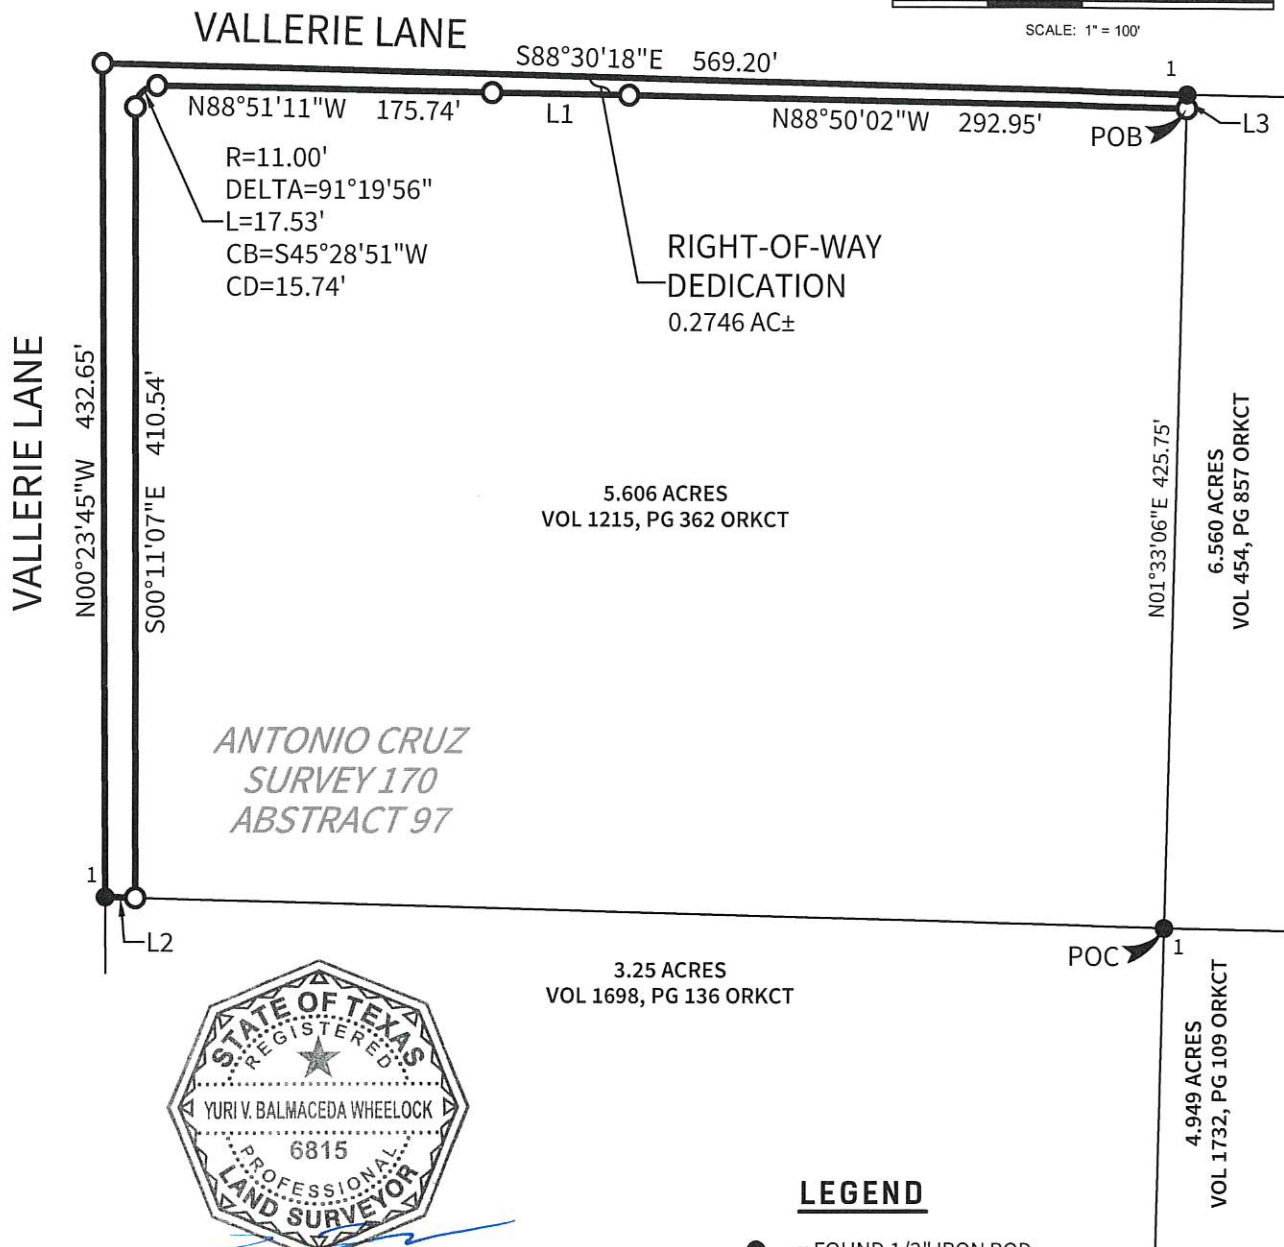 SCALE: 1" = 100'
VALLERIE LANE
S88°30'18"E 569.20'
1
N88°51'11"W 175.74'
L1
N88°50'02"W 292.95'
POB
L3
R=11.00'
DELTA=91°19'56"
L=17.53'
CB=S45°28'51"W
CD=15.74'
RIGHT-OF-WAY
DEDICATION
0.2746 AC±
VALLERIE LANE
N00°23'45"W 432.65'
S00°11'07"E 410.54'
5.606 ACRES
VOL 1215, PG 362 ORKCT
N01°33'06"E 425.75'
6.560 ACRES
VOL 454, PG 857 ORKCT
ANTONIO CRUZ
SURVEY 170
ABSTRACT 97
1
L2
POC
1
3.25 ACRES
VOL 1698, PG 136 ORKCT
4.949 ACRES
VOL 1732, PG 109 ORKCT
STATE OF TEXAS
REGISTERED
YURI V. BALMACEDA WHEELOCK
6815
PROFESSIONAL
LAND SURVEYOR
LEGEND
FOUND 1/2" IRON ROD